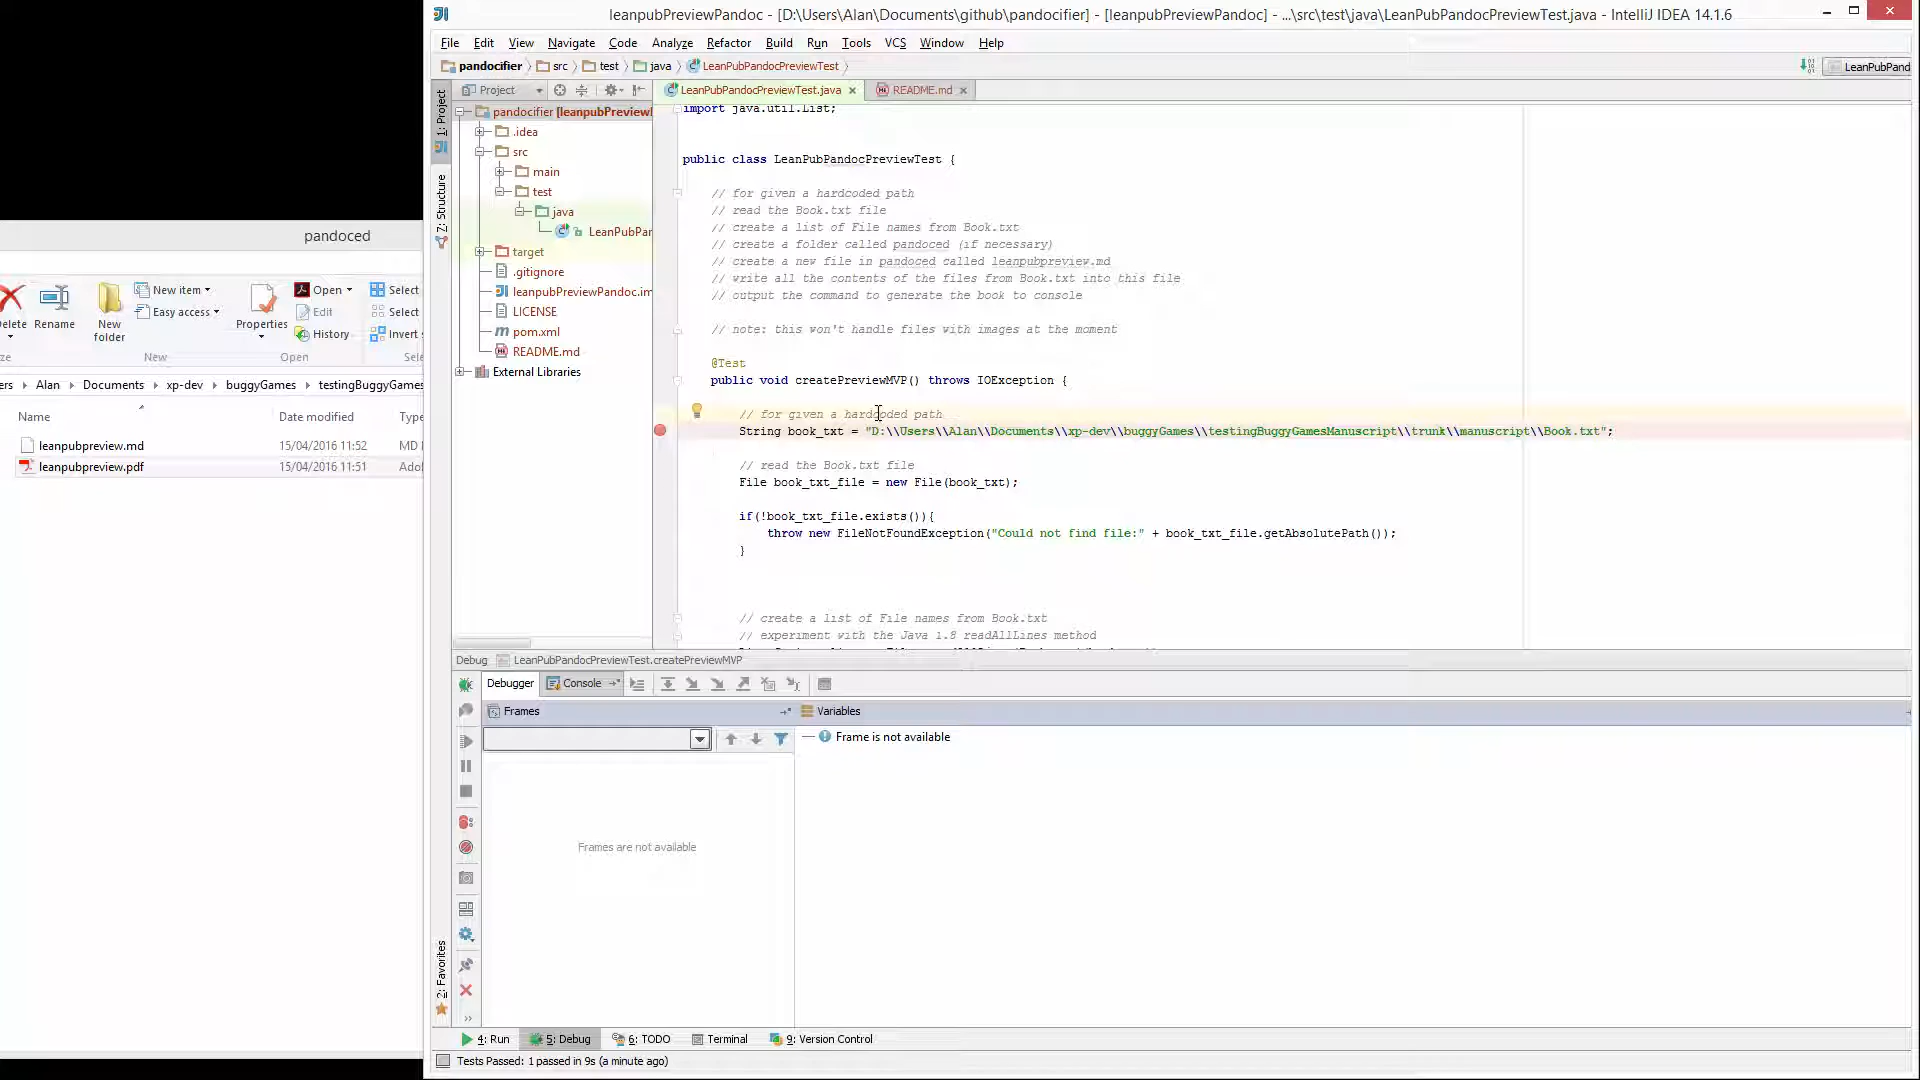 leanpubPreviewPandoc - [D:\Users\Alan\Documents\github\pandocifier] - [leanpubPreviewPandoc] - ...\src\test\java\LeanPubPandocPreviewTest.java - IntelliJ IDEA 14.1.6
File Edit View Navigate Code Analyze Refactor Build Run Tools VCS Window Help
pandocifier src test java LeanPubPandocPreviewTest.java
LeanPubPand
Project
LeanPubPandocPreviewTest.java
README.md
1: Project
Z: Structure
2: Favorites
pandocifier [leanpubPreviewI
.idea
src
main
test
java
LeanPubPar
target
.gitignore
leanpubPreviewPandoc.im
LICENSE
pom.xml
README.md
External Libraries
import java.util.List;
public class LeanPubPandocPreviewTest {
// for given a hardcoded path
// read the Book.txt file
// create a list of File names from Book.txt
// create a folder called pandoced (if necessary)
// create a new file in pandoced called leanpubpreview.md
// write all the contents of the files from Book.txt into this file
// output the command to generate the book to console
// note: this won't handle files with images at the moment
@Test
public void createPreviewMVP() throws IOException {
// for given a hardcoded path
String book_txt = "D:\\Users\\Alan\\Documents\\xp-dev\\buggyGames\\testingBuggyGamesManuscript\\trunk\\manuscript\\Book.txt";
// read the Book.txt file
File book_txt_file = new File(book_txt);
if(!book_txt_file.exists()){
throw new FileNotFoundException("Could not find file:" + book_txt_file.getAbsolutePath());
}
// create a list of File names from Book.txt
// experiment with the Java 1.8 readAllLines method
pandoced
elete
Rename
New folder
New item
Easy access
Properties
Open
Edit
History
Select
Select
Invert
ze
New
Open
Sele
ers Alan Documents xp-dev buggyGames testingBuggyGames
Name Date modified Type
leanpubpreview.md 15/04/2016 11:52 MD I
leanpubpreview.pdf 15/04/2016 11:51 Adol
Debug LeanPubPandocPreviewTest.createPreviewMVP
Debugger Console
Frames
Variables
Frame is not available
Frames are not available
4: Run 5: Debug 6: TODO Terminal 9: Version Control
Tests Passed: 1 passed in 9s (a minute ago)